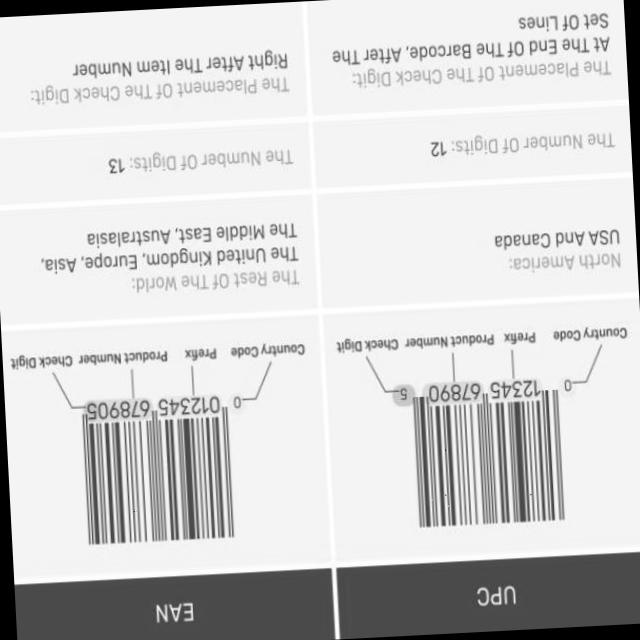 UPC
EAN
0 12345 67890 5
Country Code Prefix Product Number Check Digit
0 012345 678905
Country Code Prefix Product Number Check Digit
North America:
USA And Canada
The Rest Of The World:
The United Kingdom, Europe, Asia,
The Middle East, Australasia
The Number Of Digits: 12
The Number Of Digits: 13
The Placement Of The Check Digit:
At The End Of The Barcode, After The
Set Of Lines
The Placement Of The Check Digit:
Right After The Item Number